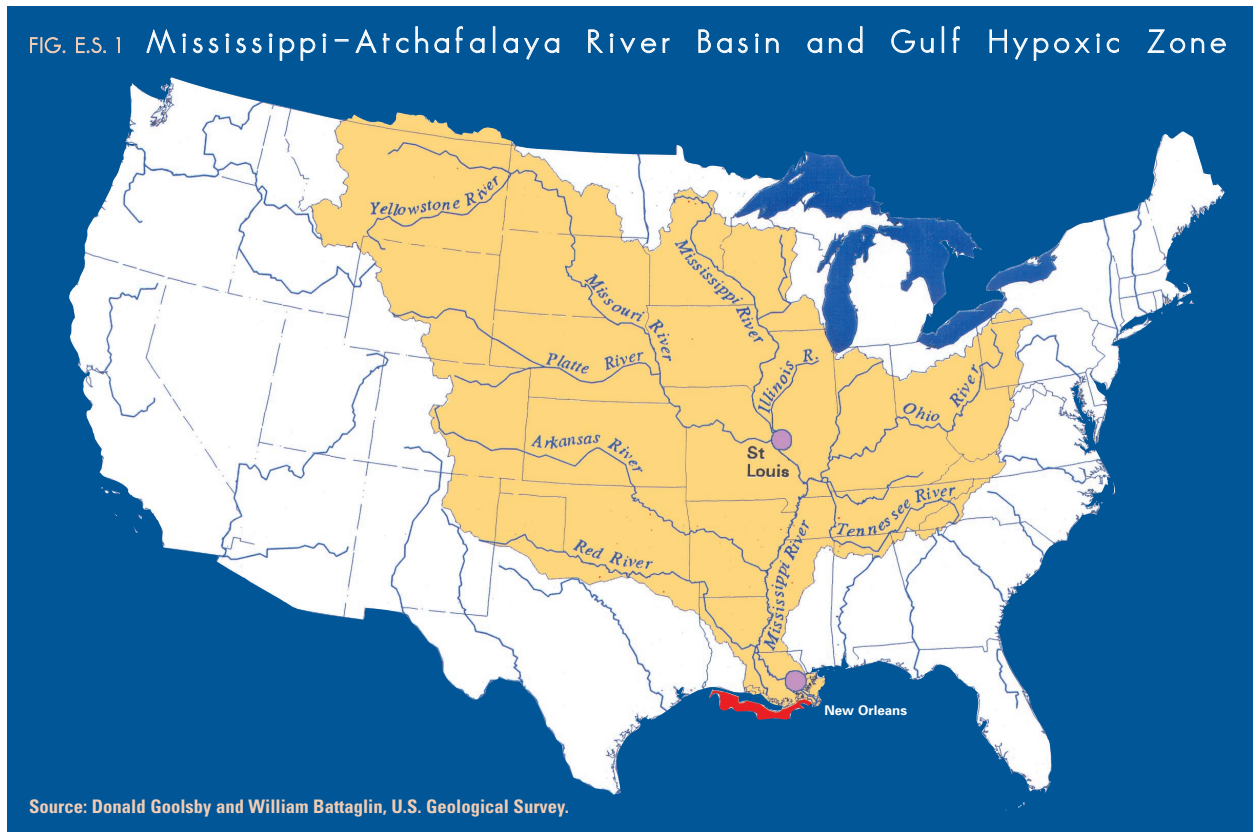 FIG. E.S. 1 Mississippi–Atchafalaya River Basin and Gulf Hypoxic Zone
Yellowstone River
Mississippi River
Missouri River
Platte River
Illinois R.
Ohio River
Arkansas River
St
Louis
Tennessee River
Red River
Mississippi River
New Orleans
Source: Donald Goolsby and William Battaglin, U.S. Geological Survey.